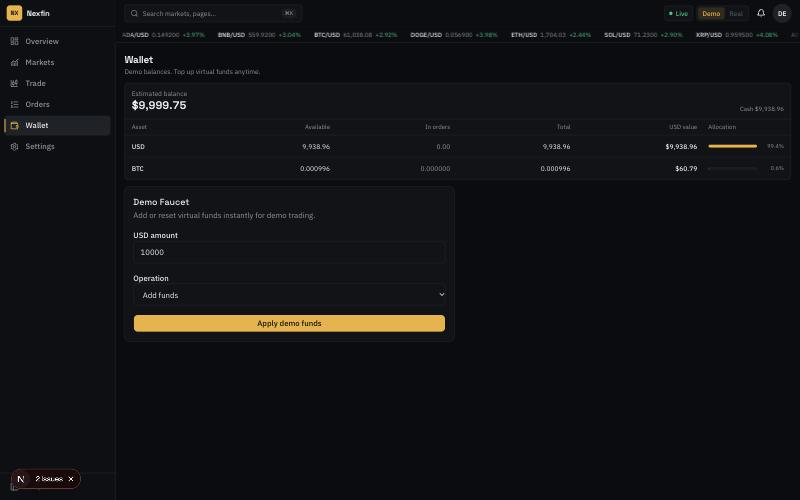 NX Nexfin
Search markets, pages... ⌘K
Live Demo Real DE
ADA/USD 0.149200 +3.97% BNB/USD 559.9200 +3.04% BTC/USD 61,038.08 +2.92% DOGE/USD 0.056900 +3.98% ETH/USD 1,704.03 +2.44% SOL/USD 71.2300 +2.90% XRP/USD 0.959500 +4.08%
Overview
Markets
Trade
Orders
Wallet
Settings
Wallet
Demo balances. Top up virtual funds anytime.
Estimated balance
$9,999.75
Cash $9,938.96
Asset Available In orders Total USD value Allocation
USD 9,938.96 0.00 9,938.96 $9,938.96 99.4%
BTC 0.000996 0.000000 0.000996 $60.79 0.6%
Demo Faucet
Add or reset virtual funds instantly for demo trading.
USD amount
10000
Operation
Add funds
Apply demo funds
N 2 Issues ×